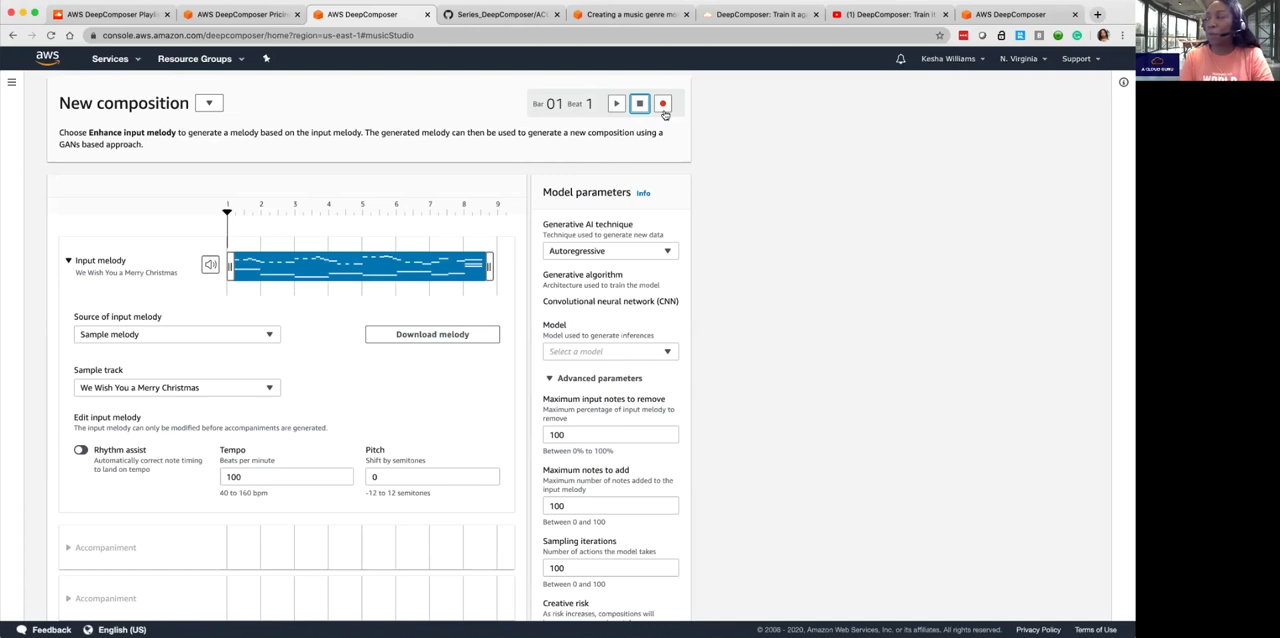 AWS DeepComposer Playli
AWS DeepComposer Pricin
AWS DeepComposer
Series_DeepComposer/AC
Creating a music genre m
DeepComposer: Train it a
(1) DeepComposer: Train it
AWS DeepComposer
console.aws.amazon.com/deepcomposer/home?region=us-east-1#musicStudio
aws
Services
Resource Groups
Kesha Williams
N. Virginia
Support
A CLOUD GURU
New composition
Bar 01 Beat 1
Choose Enhance input melody to generate a melody based on the input melody. The generated melody can then be used to generate a new composition using a
GANs based approach.
1 2 3 4 5 6 7 8 9
Input melody
We Wish You a Merry Christmas
Source of input melody
Sample melody
Download melody
Sample track
We Wish You a Merry Christmas
Edit input melody
The input melody can only be modified before accompaniments are generated.
Rhythm assist
Automatically correct note timing
to land on tempo
Tempo
Beats per minute
100
40 to 160 bpm
Pitch
Shift by semitones
0
-12 to 12 semitones
Accompaniment
Accompaniment
Model parameters Info
Generative AI technique
Technique used to generate new data
Autoregressive
Generative algorithm
Architecture used to train the model
Convolutional neural network (CNN)
Model
Model used to generate inferences
Select a model
Advanced parameters
Maximum input notes to remove
Maximum percentage of input melody to
remove
100
Between 0% to 100%
Maximum notes to add
Maximum number of notes added to the
input melody
100
Between 0 and 100
Sampling iterations
Number of actions the model takes
100
Between 0 and 100
Creative risk
As risk increases, compositions will
Feedback
English (US)
© 2008 - 2020, Amazon Web Services, Inc. or its affiliates. All rights reserved.
Privacy Policy
Terms of Use